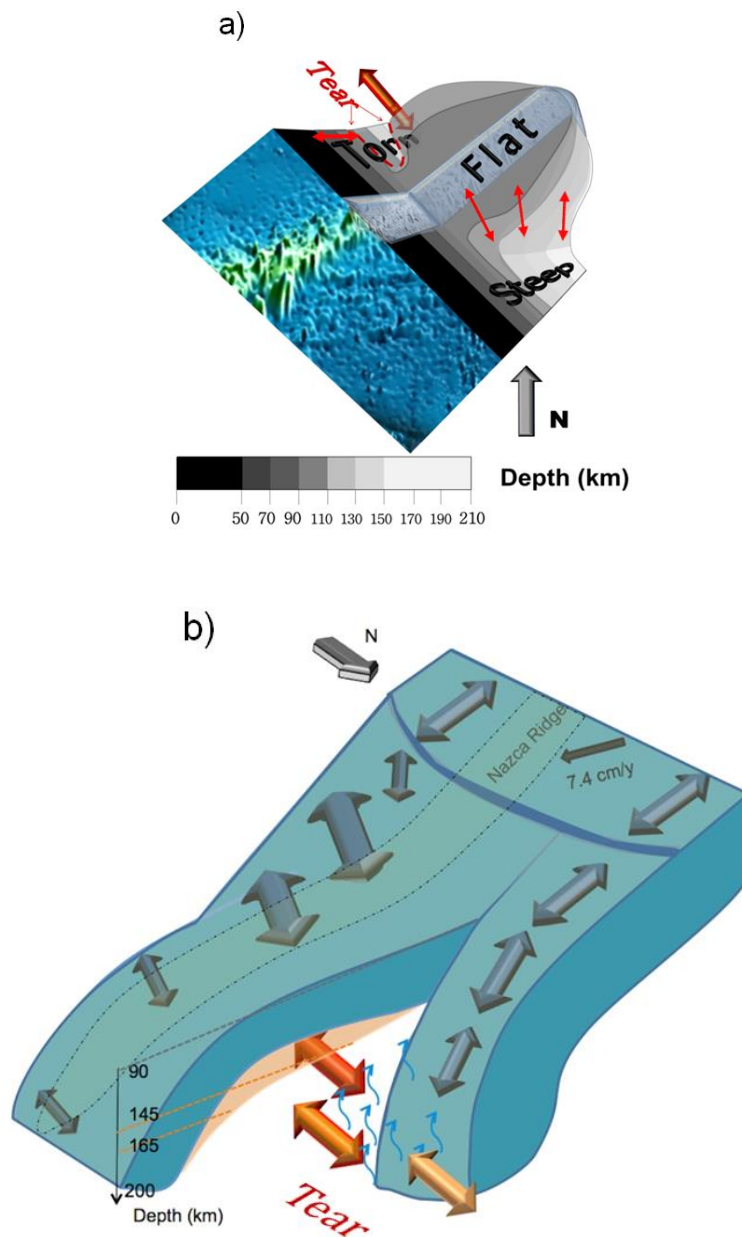 a)
Tear
Torn
Flat
Steep
N
Depth (km)
0 50 70 90 110 130 150 170 190 210
b)
N
Nazca Ridge
7.4 cm/y
90
145
165
200
Depth (km)
Tear